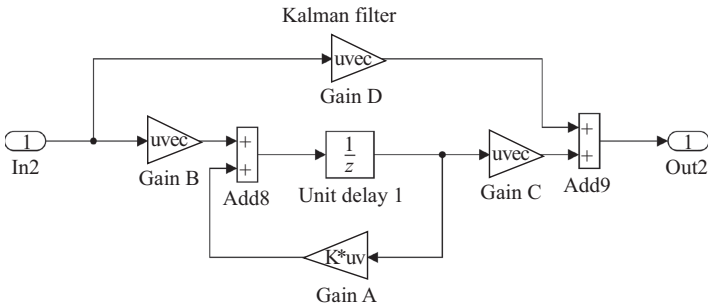 Kalman filter
uvec
Gain D
1
In2
uvec
Gain B
+
+
Add8
1
z
Unit delay 1
uvec
Gain C
+
+
Add9
1
Out2
K*uv
Gain A